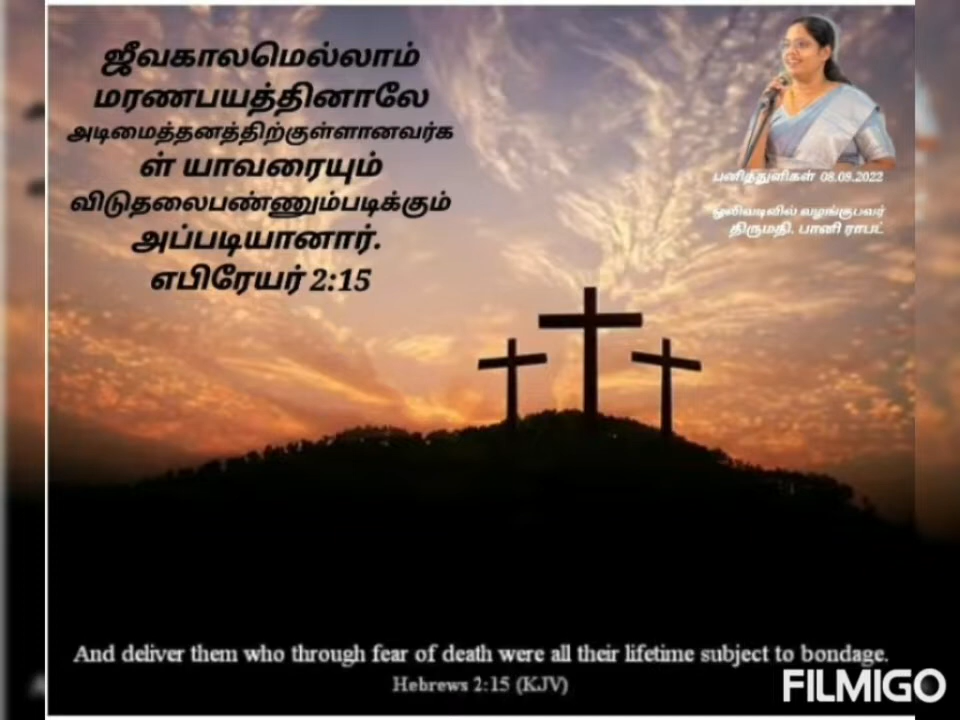 ஜீவகாலமெல்லாம்
மரணபயத்தினாலே
அடிமைத்தனத்திற்குள்ளானவர்க
ள் யாவரையும்
விடுதலைபண்ணும்படிக்கும்
அப்படியானார்.
எபிரேயர் 2:15
பனித்துளிகள் 08.09.2022
ஒலிவடிவில் வழங்குபவர்
திருமதி. பானி ராபட்
And deliver them who through fear of death were all their lifetime subject to bondage.
Hebrews 2:15 (KJV)
FILMIGO